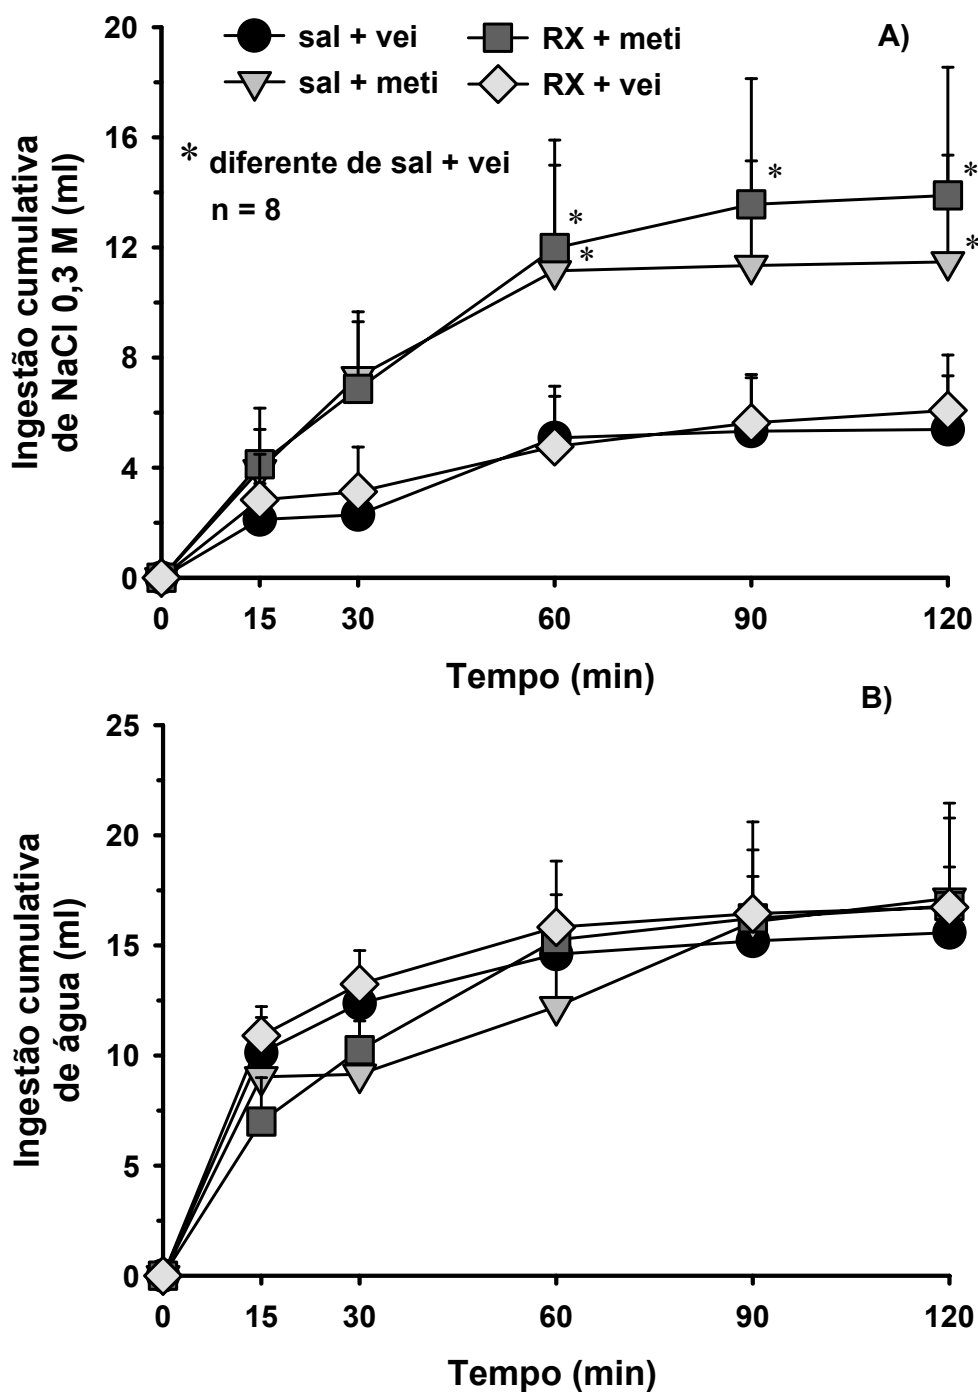 A)
sal + vei
RX + meti
sal + meti
RX + vei
* diferente de sal + vei
n = 8
Ingestão cumulativa
de NaCl 0,3 M (ml)
20
16
12
8
4
0
*
*
*
*
*
0 15 30 60 90 120
Tempo (min)
B)
Ingestão cumulativa
de água (ml)
25
20
15
10
5
0
0 15 30 60 90 120
Tempo (min)